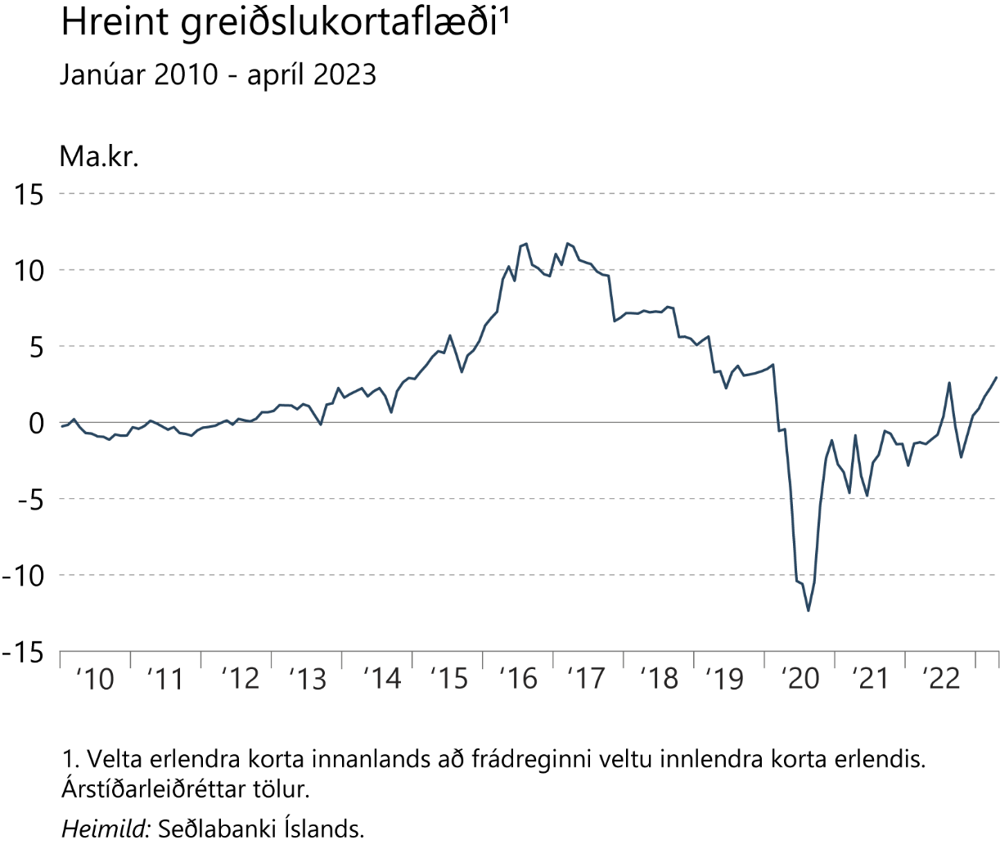 Hreint greiðslukortaflæði¹
Janúar 2010 - apríl 2023
Ma.kr.
15
10
5
0
-5
-10
-15
‘10 ‘11 ‘12 ‘13 ‘14 ‘15 ‘16 ‘17 ‘18 ‘19 ‘20 ‘21 ‘22
1. Velta erlendra korta innanlands að frádreginni veltu innlendra korta erlendis.
Árstíðarleiðréttar tölur.
Heimild: Seðlabanki Íslands.